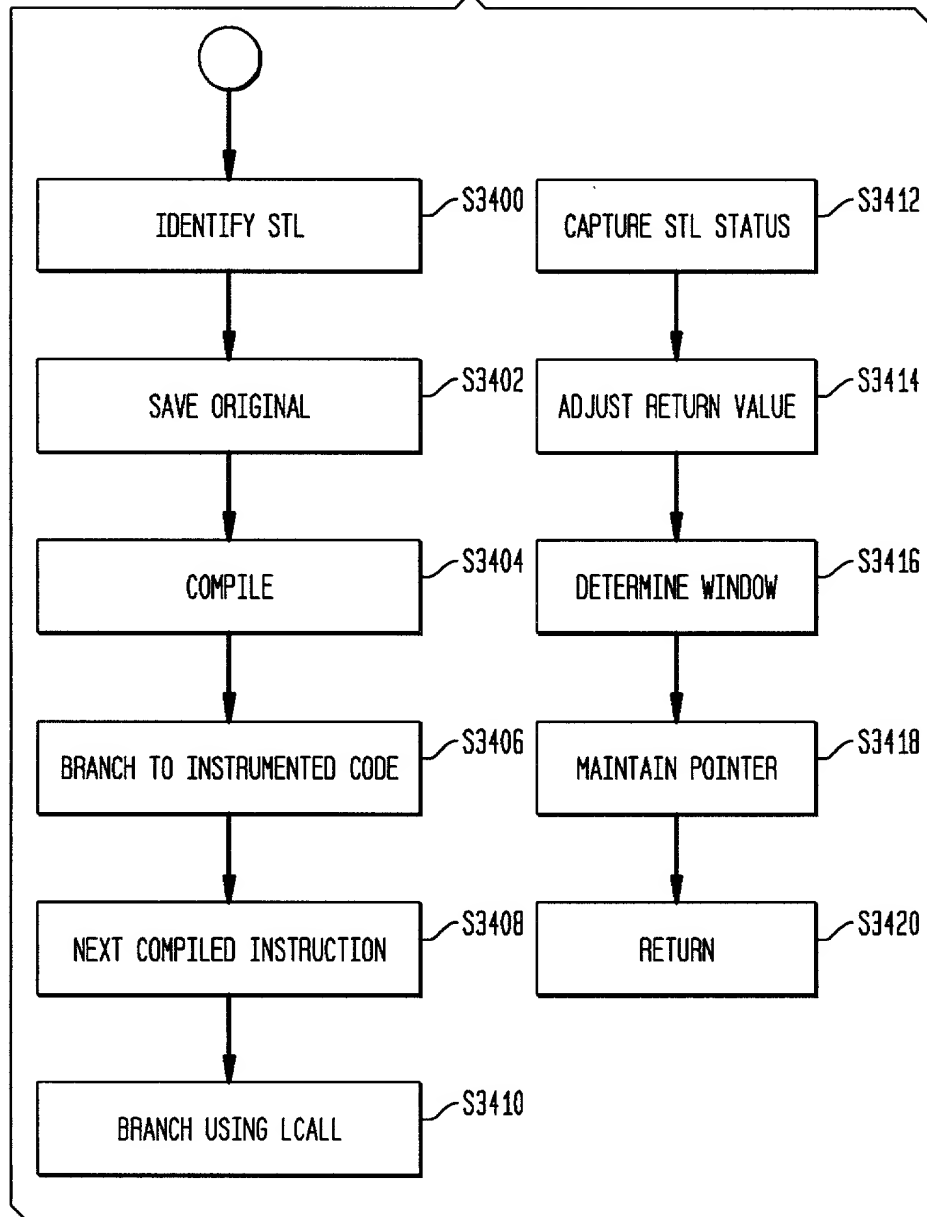 IDENTIFY STL
S3400
SAVE ORIGINAL
S3402
COMPILE
S3404
BRANCH TO INSTRUMENTED CODE
S3406
NEXT COMPILED INSTRUCTION
S3408
BRANCH USING LCALL
S3410
CAPTURE STL STATUS
S3412
ADJUST RETURN VALUE
S3414
DETERMINE WINDOW
S3416
MAINTAIN POINTER
S3418
RETURN
S3420